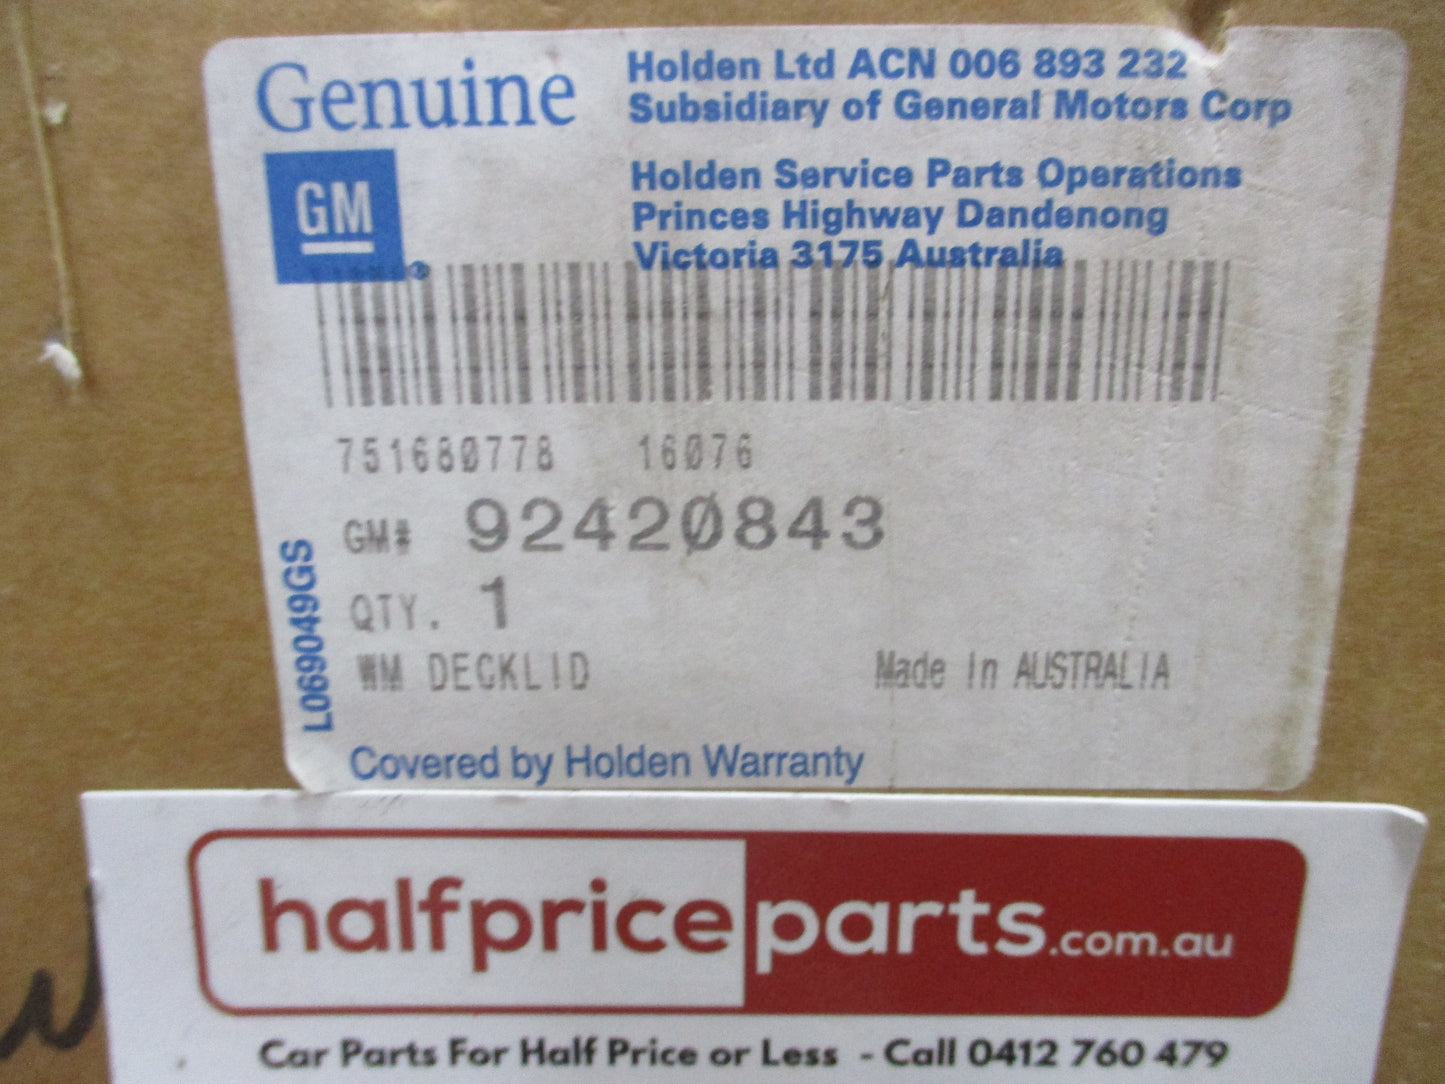 Genuine
GM
®
Holden Ltd ACN 006 893 232
Subsidiary of General Motors Corp
Holden Service Parts Operations
Princes Highway Dandenong
Victoria 3175 Australia
751680778 16076
GM# 92420843
QTY. 1
WM DECKLID Made in AUSTRALIA
L069049GS
Covered by Holden Warranty
halfpriceparts.com.au
Car Parts For Half Price or Less - Call 0412 760 479